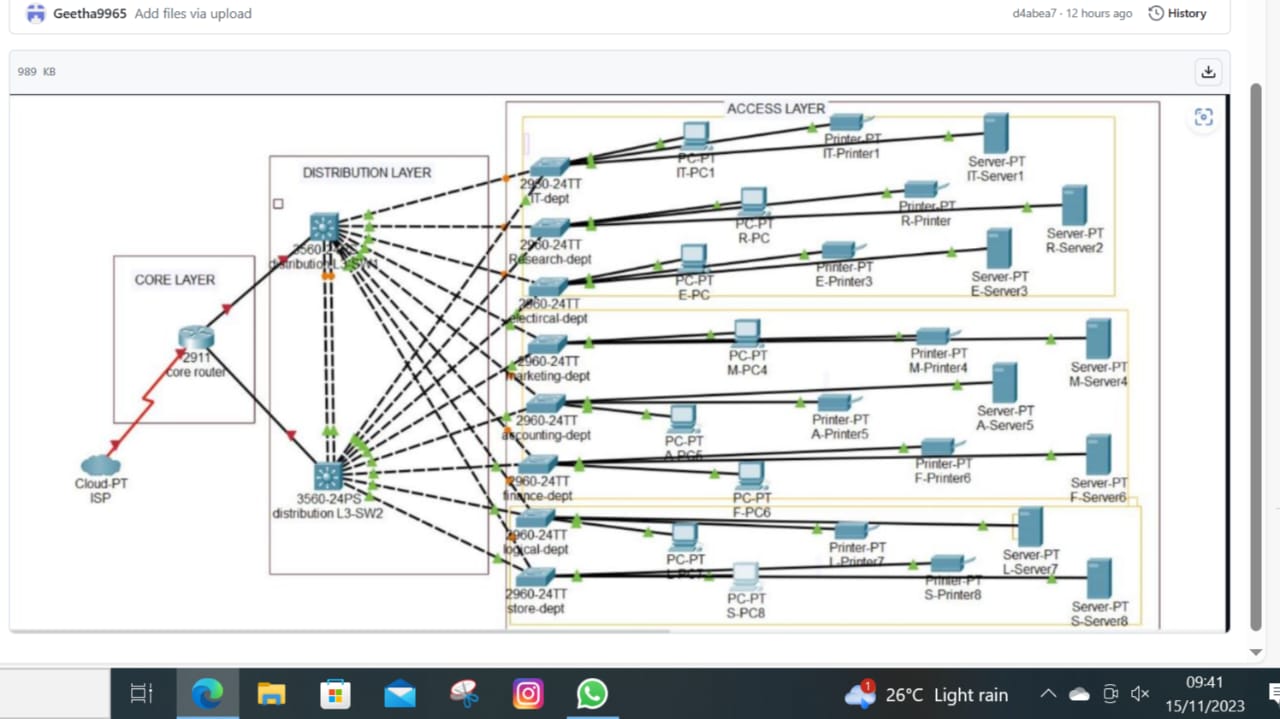 Geetha9965 Add files via upload
d4abea7 · 12 hours ago History
989 KB
ACCESS LAYER
DISTRIBUTION LAYER
CORE LAYER
3560-
distribution L3-SW1
2911
core router
Cloud-PT
ISP
3560-24PS
distribution L3-SW2
2960-24TT
IT-dept
PC-PT
IT-PC1
Printer-PT
IT-Printer1
Server-PT
IT-Server1
2960-24TT
Research-dept
PC-PT
R-PC
Printer-PT
R-Printer
Server-PT
R-Server2
2960-24TT
electircal-dept
PC-PT
E-PC
Printer-PT
E-Printer3
Server-PT
E-Server3
2960-24TT
marketing-dept
PC-PT
M-PC4
Printer-PT
M-Printer4
Server-PT
M-Server4
2960-24TT
accounting-dept
PC-PT
A-PC5
Printer-PT
A-Printer5
Server-PT
A-Server5
2960-24TT
finance-dept
PC-PT
F-PC6
Printer-PT
F-Printer6
Server-PT
F-Server6
2960-24TT
logical-dept
PC-PT
L-PC7
Printer-PT
L-Printer7
Server-PT
L-Server7
2960-24TT
store-dept
PC-PT
S-PC8
Printer-PT
S-Printer8
Server-PT
S-Server8
1
26°C Light rain
09:41
15/11/2023